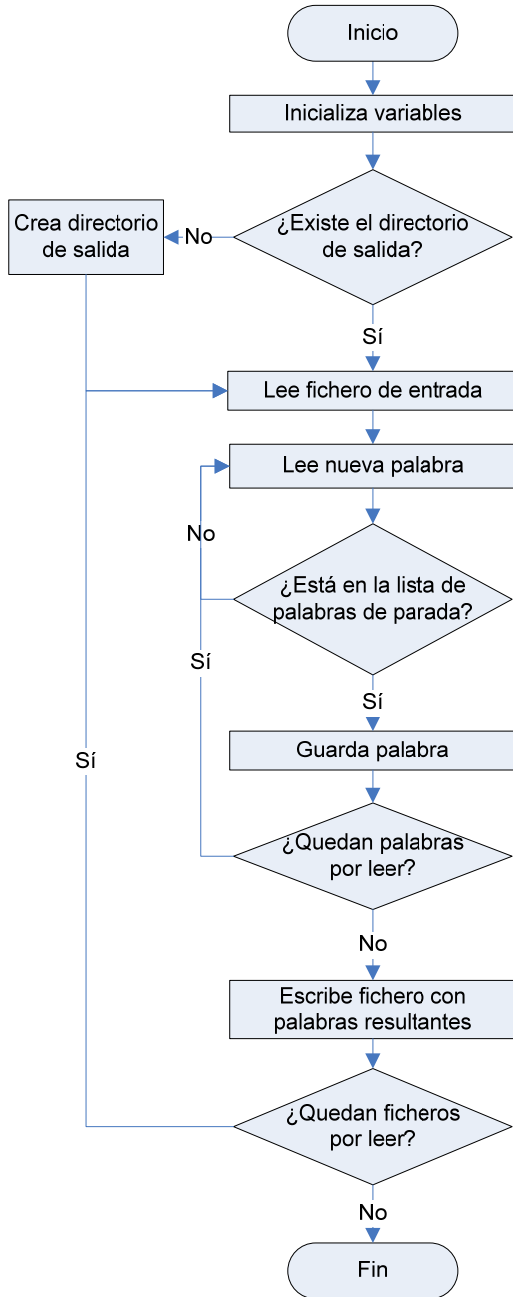 Inicio
Inicializa variables
¿Existe el directorio
de salida?
No
Crea directorio
de salida
Sí
Lee fichero de entrada
Lee nueva palabra
No
¿Está en la lista de
palabras de parada?
Sí
Sí
Guarda palabra
Sí
¿Quedan palabras
por leer?
No
Escribe fichero con
palabras resultantes
¿Quedan ficheros
por leer?
No
Fin